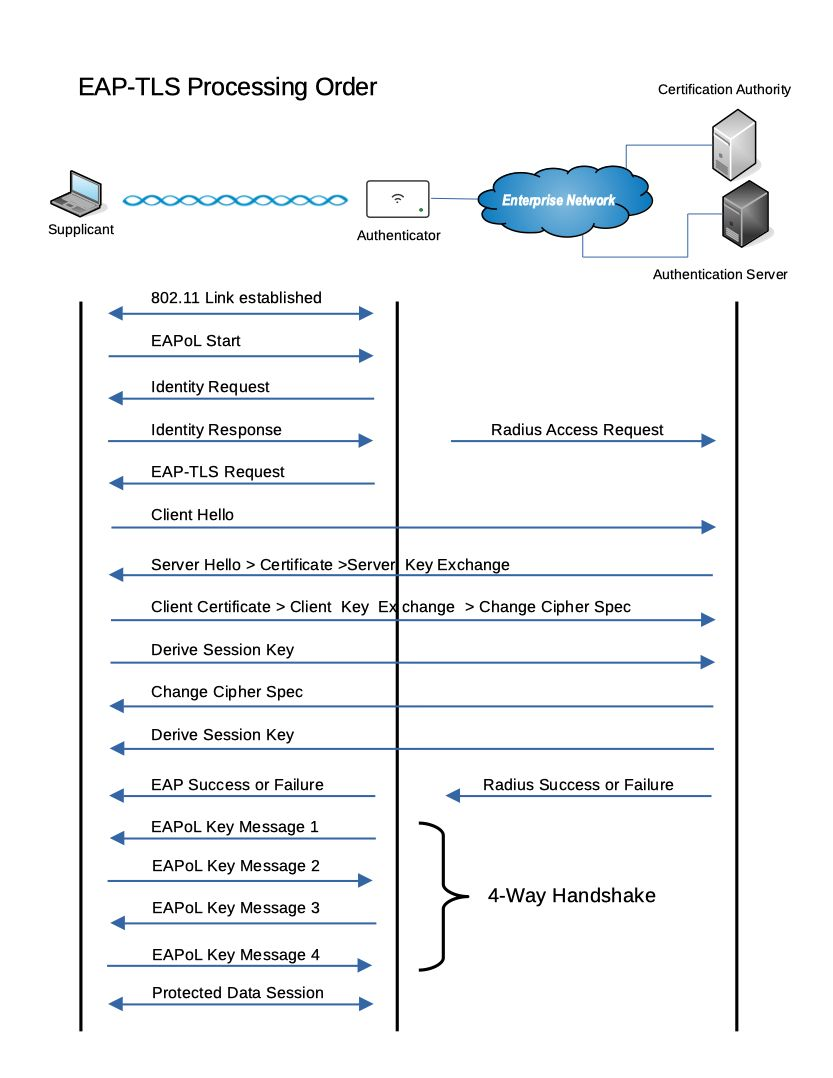 EAP-TLS Processing Order
Certification Authority
Enterprise Network
Supplicant
Authenticator
Authentication Server
802.11 Link established
EAPoL Start
Identity Request
Identity Response
Radius Access Request
EAP-TLS Request
Client Hello
Server Hello > Certificate >Server Key Exchange
Client Certificate > Client Key Exchange > Change Cipher Spec
Derive Session Key
Change Cipher Spec
Derive Session Key
EAP Success or Failure
Radius Success or Failure
EAPoL Key Message 1
EAPoL Key Message 2
4-Way Handshake
EAPoL Key Message 3
EAPoL Key Message 4
Protected Data Session